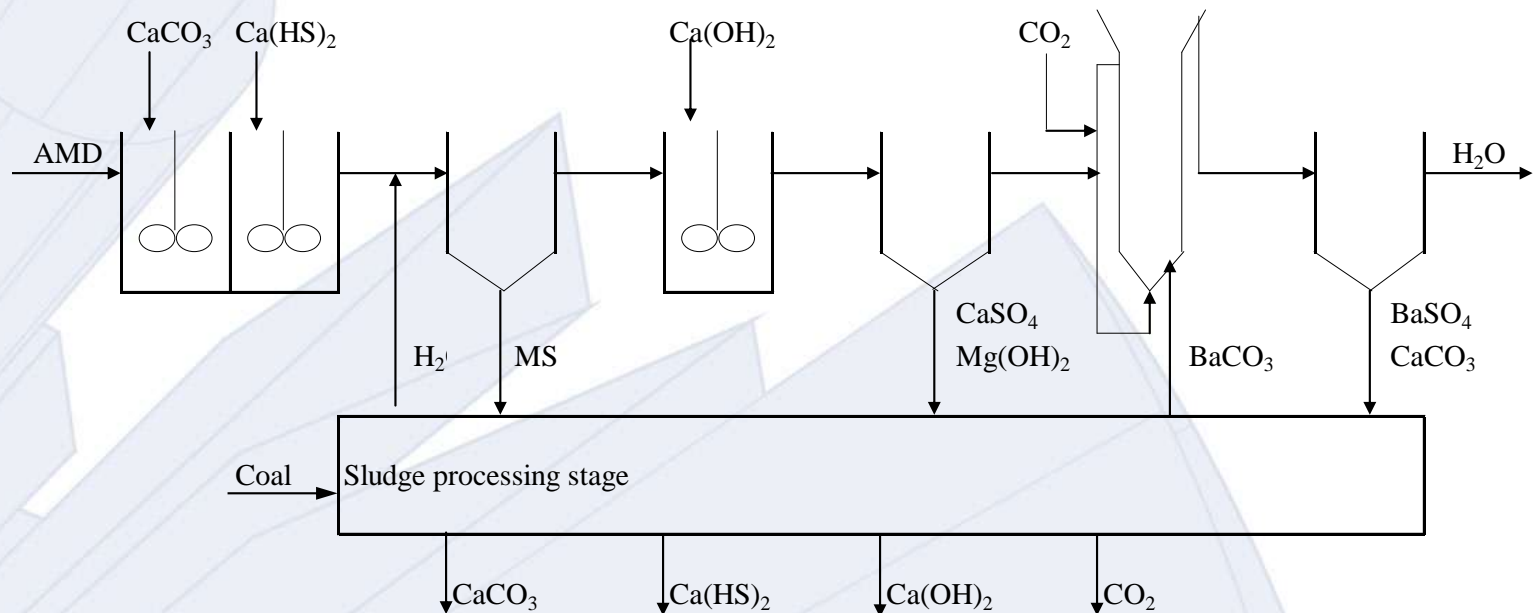 CaCO₃
Ca(HS)₂
Ca(OH)₂
CO₂
AMD
H₂O
CaSO₄
Mg(OH)₂
BaSO₄
CaCO₃
H₂
MS
BaCO₃
Coal
Sludge processing stage
CaCO₃
Ca(HS)₂
Ca(OH)₂
CO₂